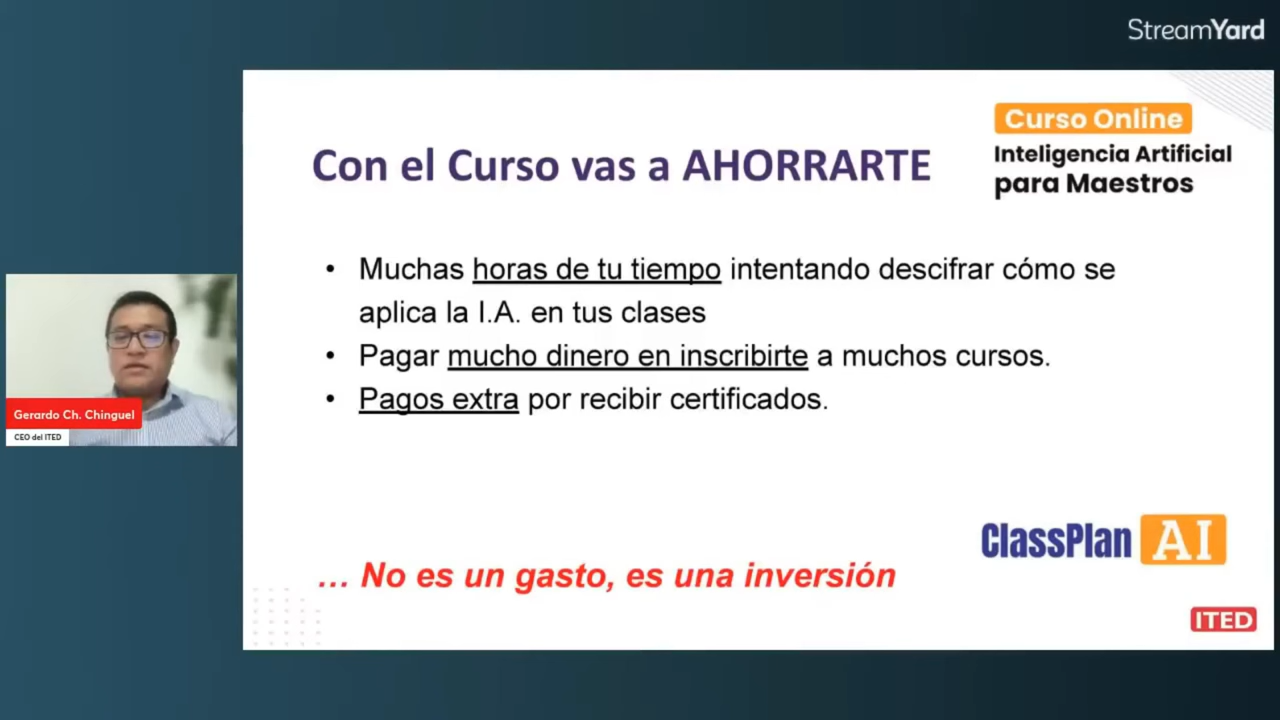 StreamYard
Curso Online
Inteligencia Artificial
para Maestros
Con el Curso vas a AHORRARTE
• Muchas horas de tu tiempo intentando descifrar cómo se
aplica la I.A. en tus clases
• Pagar mucho dinero en inscribirte a muchos cursos.
• Pagos extra por recibir certificados.
Gerardo Ch. Chinguel
CEO del ITED
ClassPlan AI
... No es un gasto, es una inversión
ITED